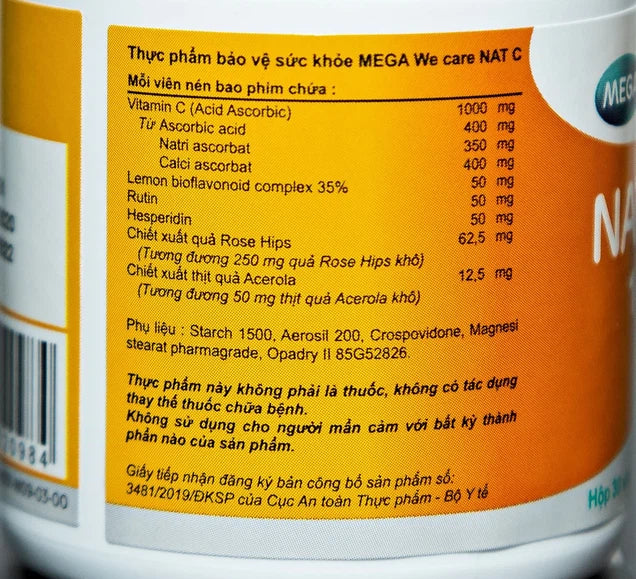 Thực phẩm bảo vệ sức khỏe MEGA We care NAT C
Mỗi viên nén bao phim chứa :
Vitamin C (Acid Ascorbic) 1000 mg
Từ Ascorbic acid 400 mg
Natri ascorbat 350 mg
Calci ascorbat 400 mg
Lemon bioflavonoid complex 35% 50 mg
Rutin 50 mg
Hesperidin 50 mg
Chiết xuất quả Rose Hips 62,5 mg
(Tương đương 250 mg quả Rose Hips khô)
Chiết xuất thịt quả Acerola 12,5 mg
(Tương đương 50 mg thịt quả Acerola khô)
Phụ liệu : Starch 1500, Aerosil 200, Crospovidone, Magnesi
stearat pharmagrade, Opadry II 85G52826.
Thực phẩm này không phải là thuốc, không có tác dụng
thay thế thuốc chữa bệnh.
Không sử dụng cho người mẫn cảm với bất kỳ thành
phần nào của sản phẩm.
Giấy tiếp nhận đăng ký bản công bố sản phẩm số:
3481/2019/ĐKSP của Cục An toàn Thực phẩm - Bộ Y tế
MEGA
NA
Hộp 30
20984
M09-03-00